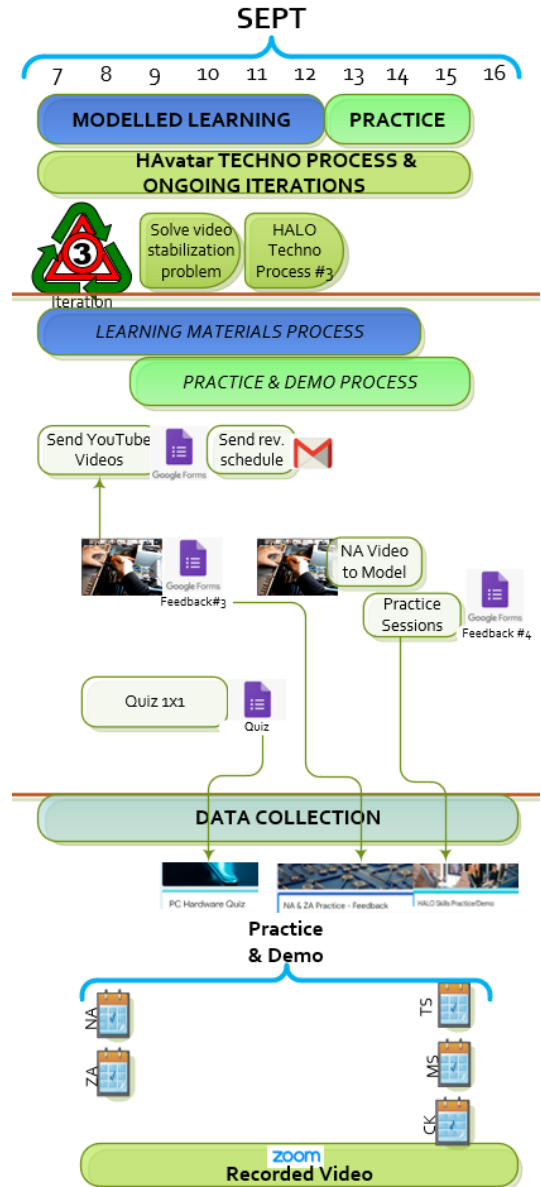 SEPT
7 8 9 10 11 12 13 14 15 16
MODELLED LEARNING
PRACTICE
HAvatar TECHNO PROCESS &
ONGOING ITERATIONS
3
Iteration
Solve video
stabilization
problem
HALO
Techno
Process #3
LEARNING MATERIALS PROCESS
PRACTICE & DEMO PROCESS
Send YouTube
Videos
Google Forms
Send rev.
schedule
Google Forms
Feedback#3
NA Video
to Model
Practice
Sessions
Google Forms
Feedback #4
Quiz 1x1
Quiz
DATA COLLECTION
PC Hardware Quiz
NA & ZA Practice - Feedback
HALO Skills Practice/Demo
Practice
& Demo
NA
ZA
TS
MS
CK
zoom
Recorded Video